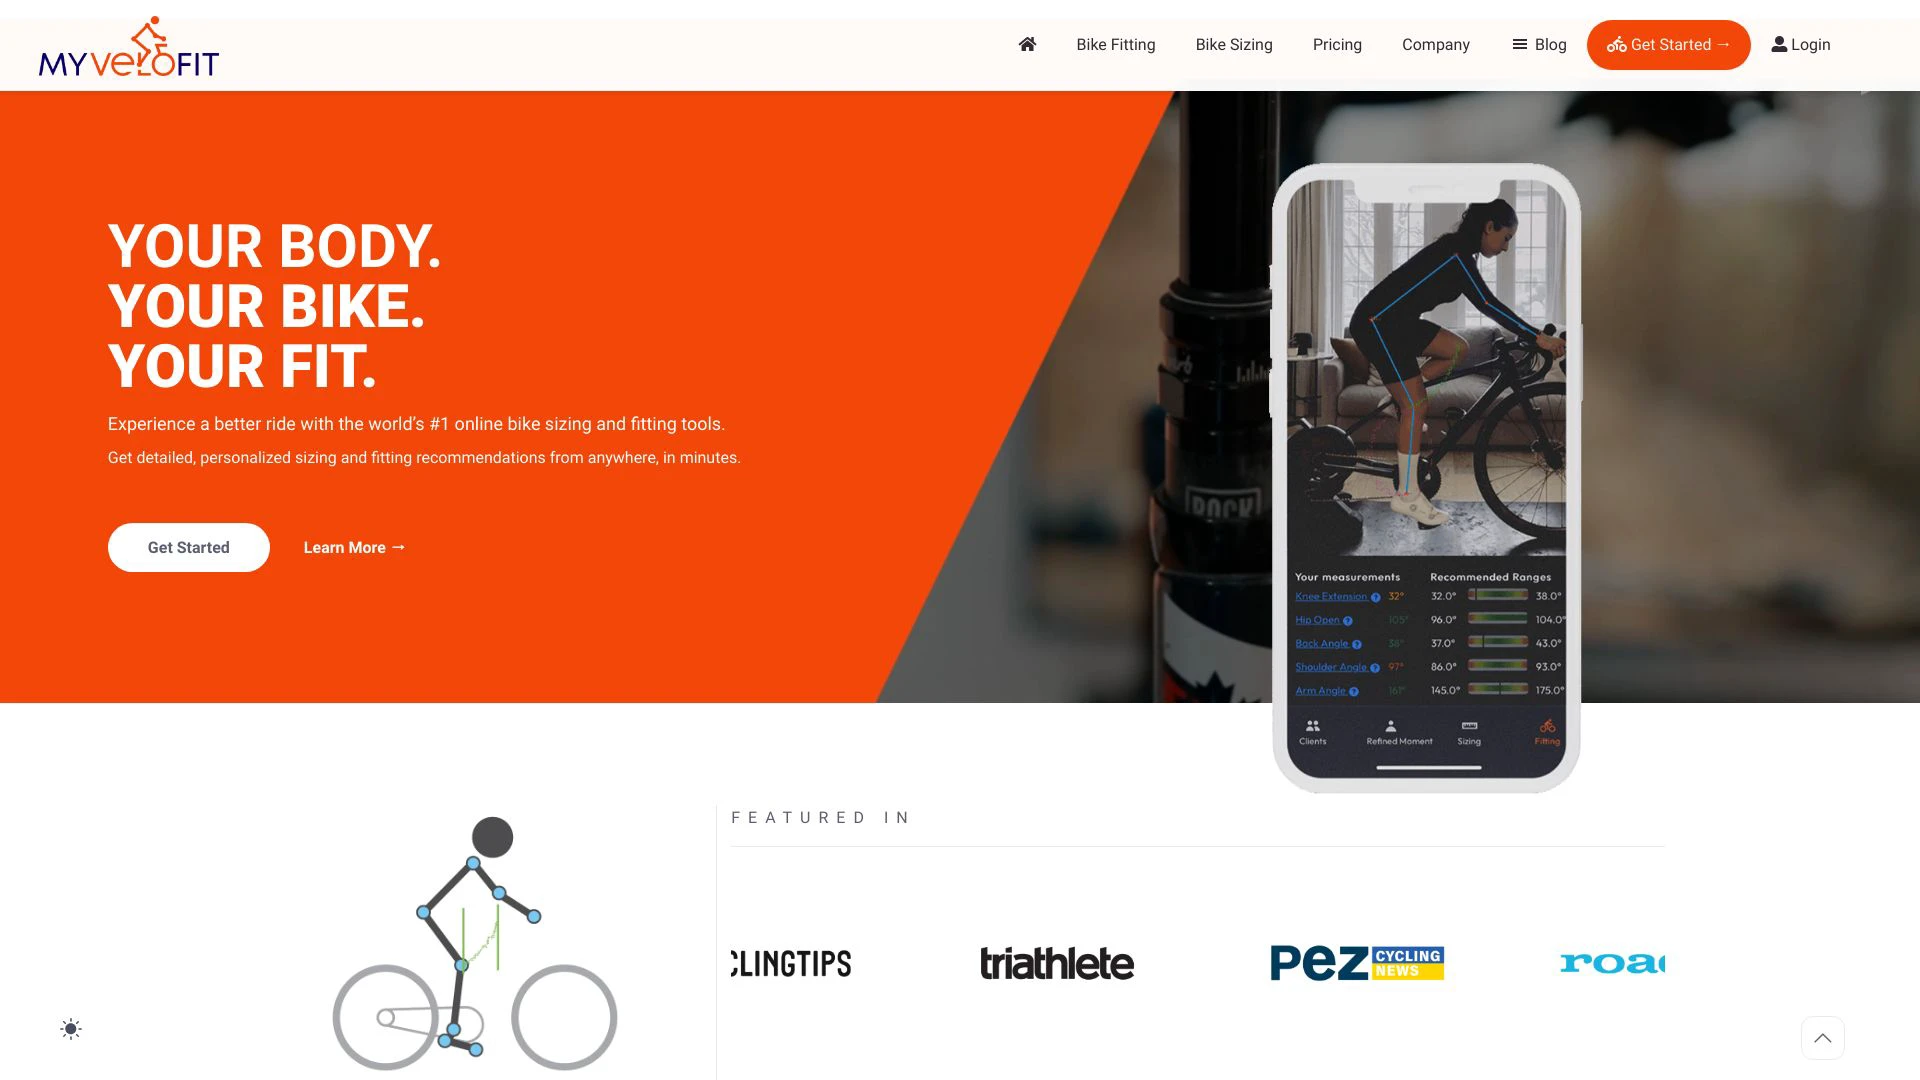 MYveloFIT
Bike Fitting
Bike Sizing
Pricing
Company
Blog
Get Started →
Login
YOUR BODY.
YOUR BIKE.
YOUR FIT.
Experience a better ride with the world’s #1 online bike sizing and fitting tools.
Get detailed, personalized sizing and fitting recommendations from anywhere, in minutes.
Get Started
Learn More →
ROCK
Your measurements Recommended Ranges
Knee Extension ? 32° 32.0° 38.0°
Hip Open ? 105° 96.0° 104.0°
Back Angle ? 38° 37.0° 43.0°
Shoulder Angle ? 97° 86.0° 93.0°
Arm Angle ? 161° 145.0° 175.0°
Clients
Refined Moment
Sizing
Fitting
FEATURED IN
CLINGTIPS
triathlete
PEZ CYCLING
NEWS
roa